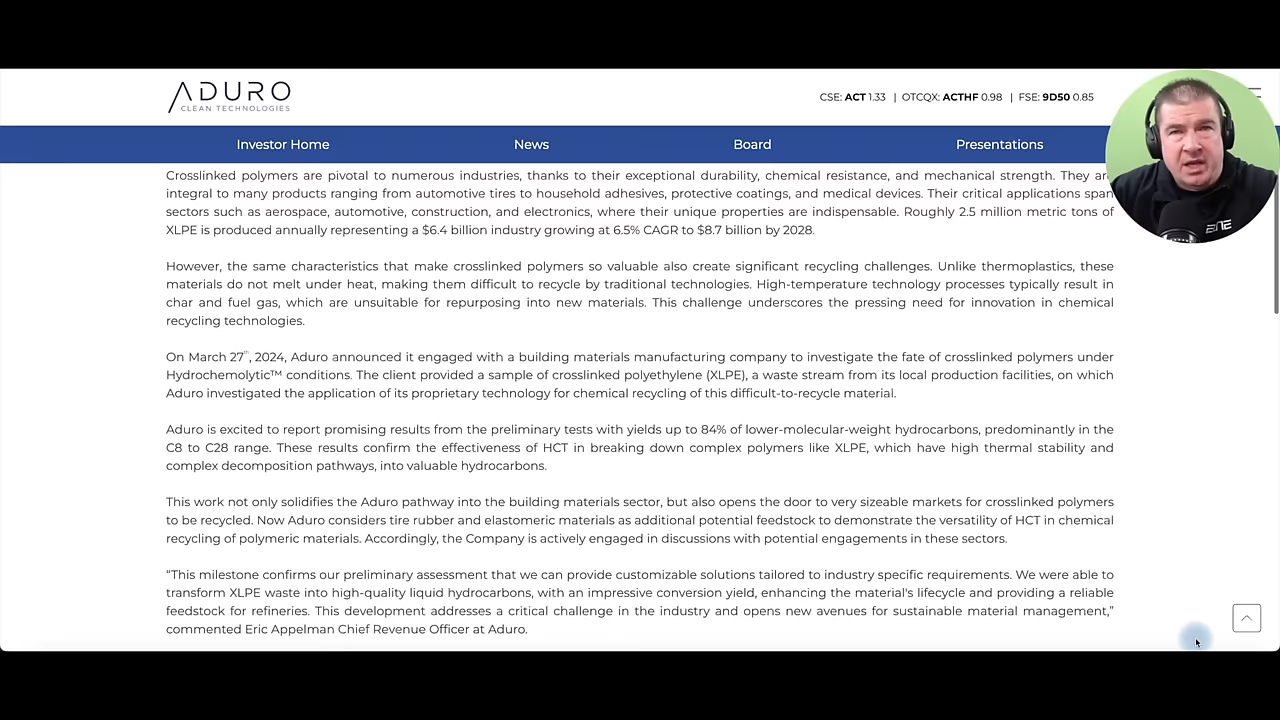 ADURO
CLEAN TECHNOLOGIES
CSE: ACT 1.33 | OTCQX: ACTHF 0.98 | FSE: 9D50 0.85
Investor Home News Board Presentations
Crosslinked polymers are pivotal to numerous industries, thanks to their exceptional durability, chemical resistance, and mechanical strength. They are
integral to many products ranging from automotive tires to household adhesives, protective coatings, and medical devices. Their critical applications span
sectors such as aerospace, automotive, construction, and electronics, where their unique properties are indispensable. Roughly 2.5 million metric tons of
XLPE is produced annually representing a $6.4 billion industry growing at 6.5% CAGR to $8.7 billion by 2028.
However, the same characteristics that make crosslinked polymers so valuable also create significant recycling challenges. Unlike thermoplastics, these
materials do not melt under heat, making them difficult to recycle by traditional technologies. High-temperature technology processes typically result in
char and fuel gas, which are unsuitable for repurposing into new materials. This challenge underscores the pressing need for innovation in chemical
recycling technologies.
On March 27th, 2024, Aduro announced it engaged with a building materials manufacturing company to investigate the fate of crosslinked polymers under
Hydrochemolytic™ conditions. The client provided a sample of crosslinked polyethylene (XLPE), a waste stream from its local production facilities, on which
Aduro investigated the application of its proprietary technology for chemical recycling of this difficult-to-recycle material.
Aduro is excited to report promising results from the preliminary tests with yields up to 84% of lower-molecular-weight hydrocarbons, predominantly in the
C8 to C28 range. These results confirm the effectiveness of HCT in breaking down complex polymers like XLPE, which have high thermal stability and
complex decomposition pathways, into valuable hydrocarbons.
This work not only solidifies the Aduro pathway into the building materials sector, but also opens the door to very sizeable markets for crosslinked polymers
to be recycled. Now Aduro considers tire rubber and elastomeric materials as additional potential feedstock to demonstrate the versatility of HCT in chemical
recycling of polymeric materials. Accordingly, the Company is actively engaged in discussions with potential engagements in these sectors.
“This milestone confirms our preliminary assessment that we can provide customizable solutions tailored to industry specific requirements. We were able to
transform XLPE waste into high-quality liquid hydrocarbons, with an impressive conversion yield, enhancing the material's lifecycle and providing a reliable
feedstock for refineries. This development addresses a critical challenge in the industry and opens new avenues for sustainable material management,”
commented Eric Appelman Chief Revenue Officer at Aduro.